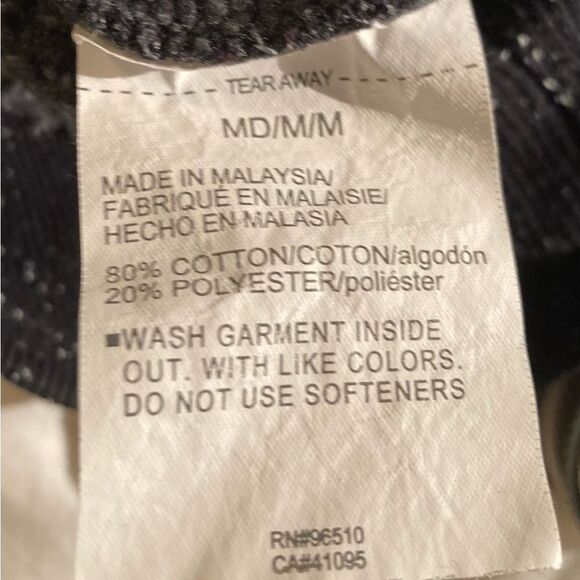 TEAR AWAY
MD/M/M
MADE IN MALAYSIA/
FABRIQUÉ EN MALAISIE/
HECHO EN MALASIA
80% COTTON/COTON/algodón
20% POLYESTER/poliéster
■WASH GARMENT INSIDE
OUT. WITH LIKE COLORS.
DO NOT USE SOFTENERS
RN#96510
CA#41095